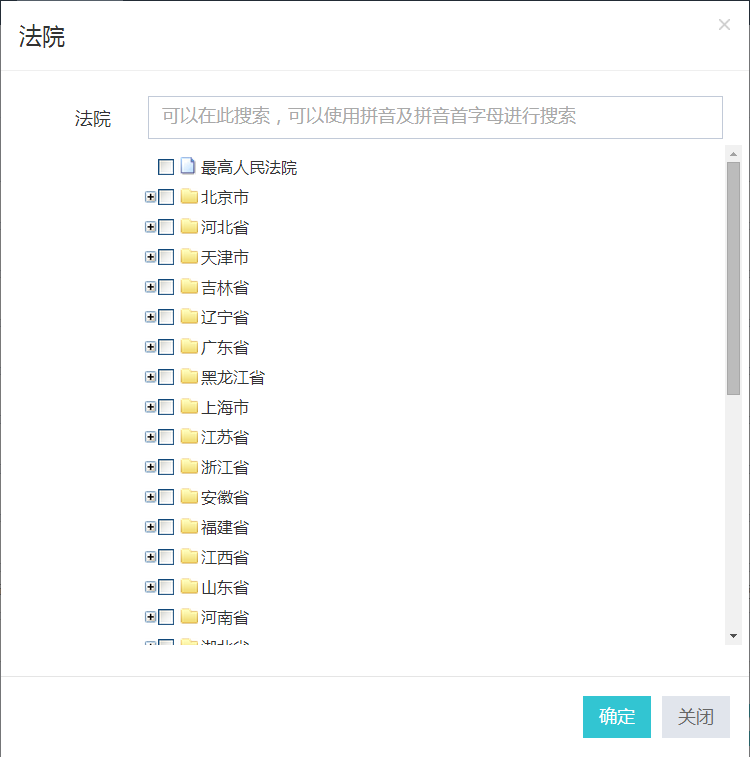 法院
×
法院
可以在此搜索，可以使用拼音及拼音首字母进行搜索
最高人民法院
北京市
河北省
天津市
吉林省
辽宁省
广东省
黑龙江省
上海市
江苏省
浙江省
安徽省
福建省
江西省
山东省
河南省
湖北省
确定 关闭